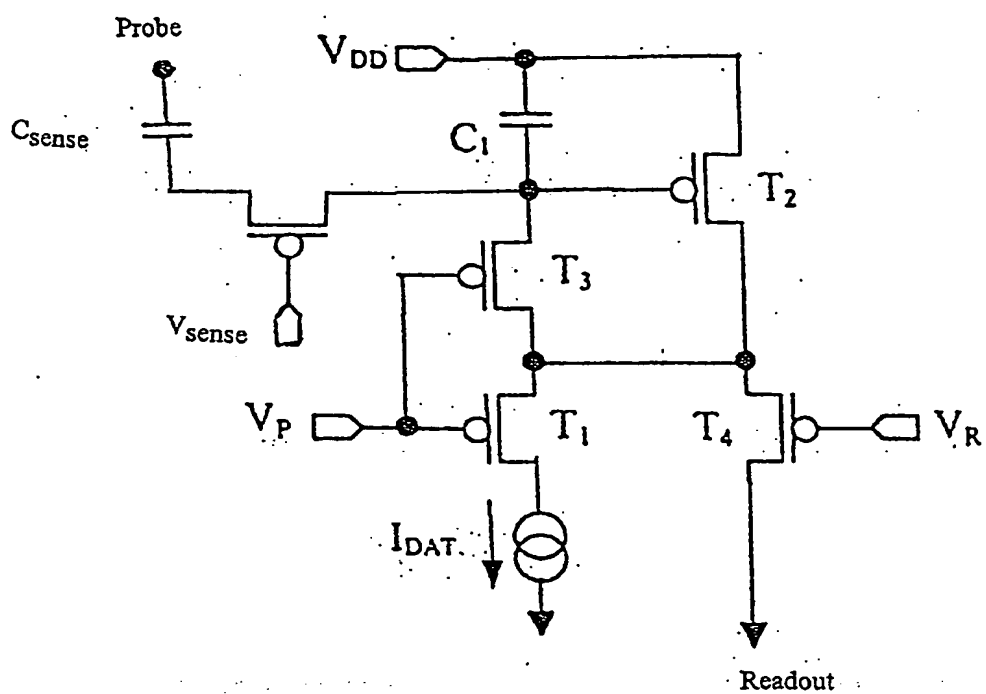 Probe
V_DD
C_sense
C_1
T_2
T_3
V_sense
V_P
T_1
T_4
V_R
I_DAT.
Readout